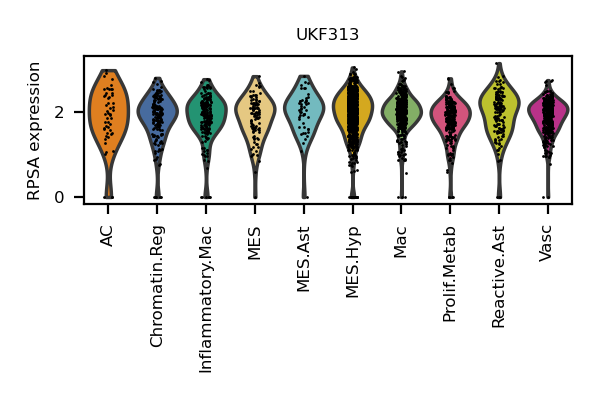 UKF313
RPSA expression
2
0
AC
Chromatin.Reg
Inflammatory.Mac
MES
MES.Ast
MES.Hyp
Mac
Prolif.Metab
Reactive.Ast
Vasc